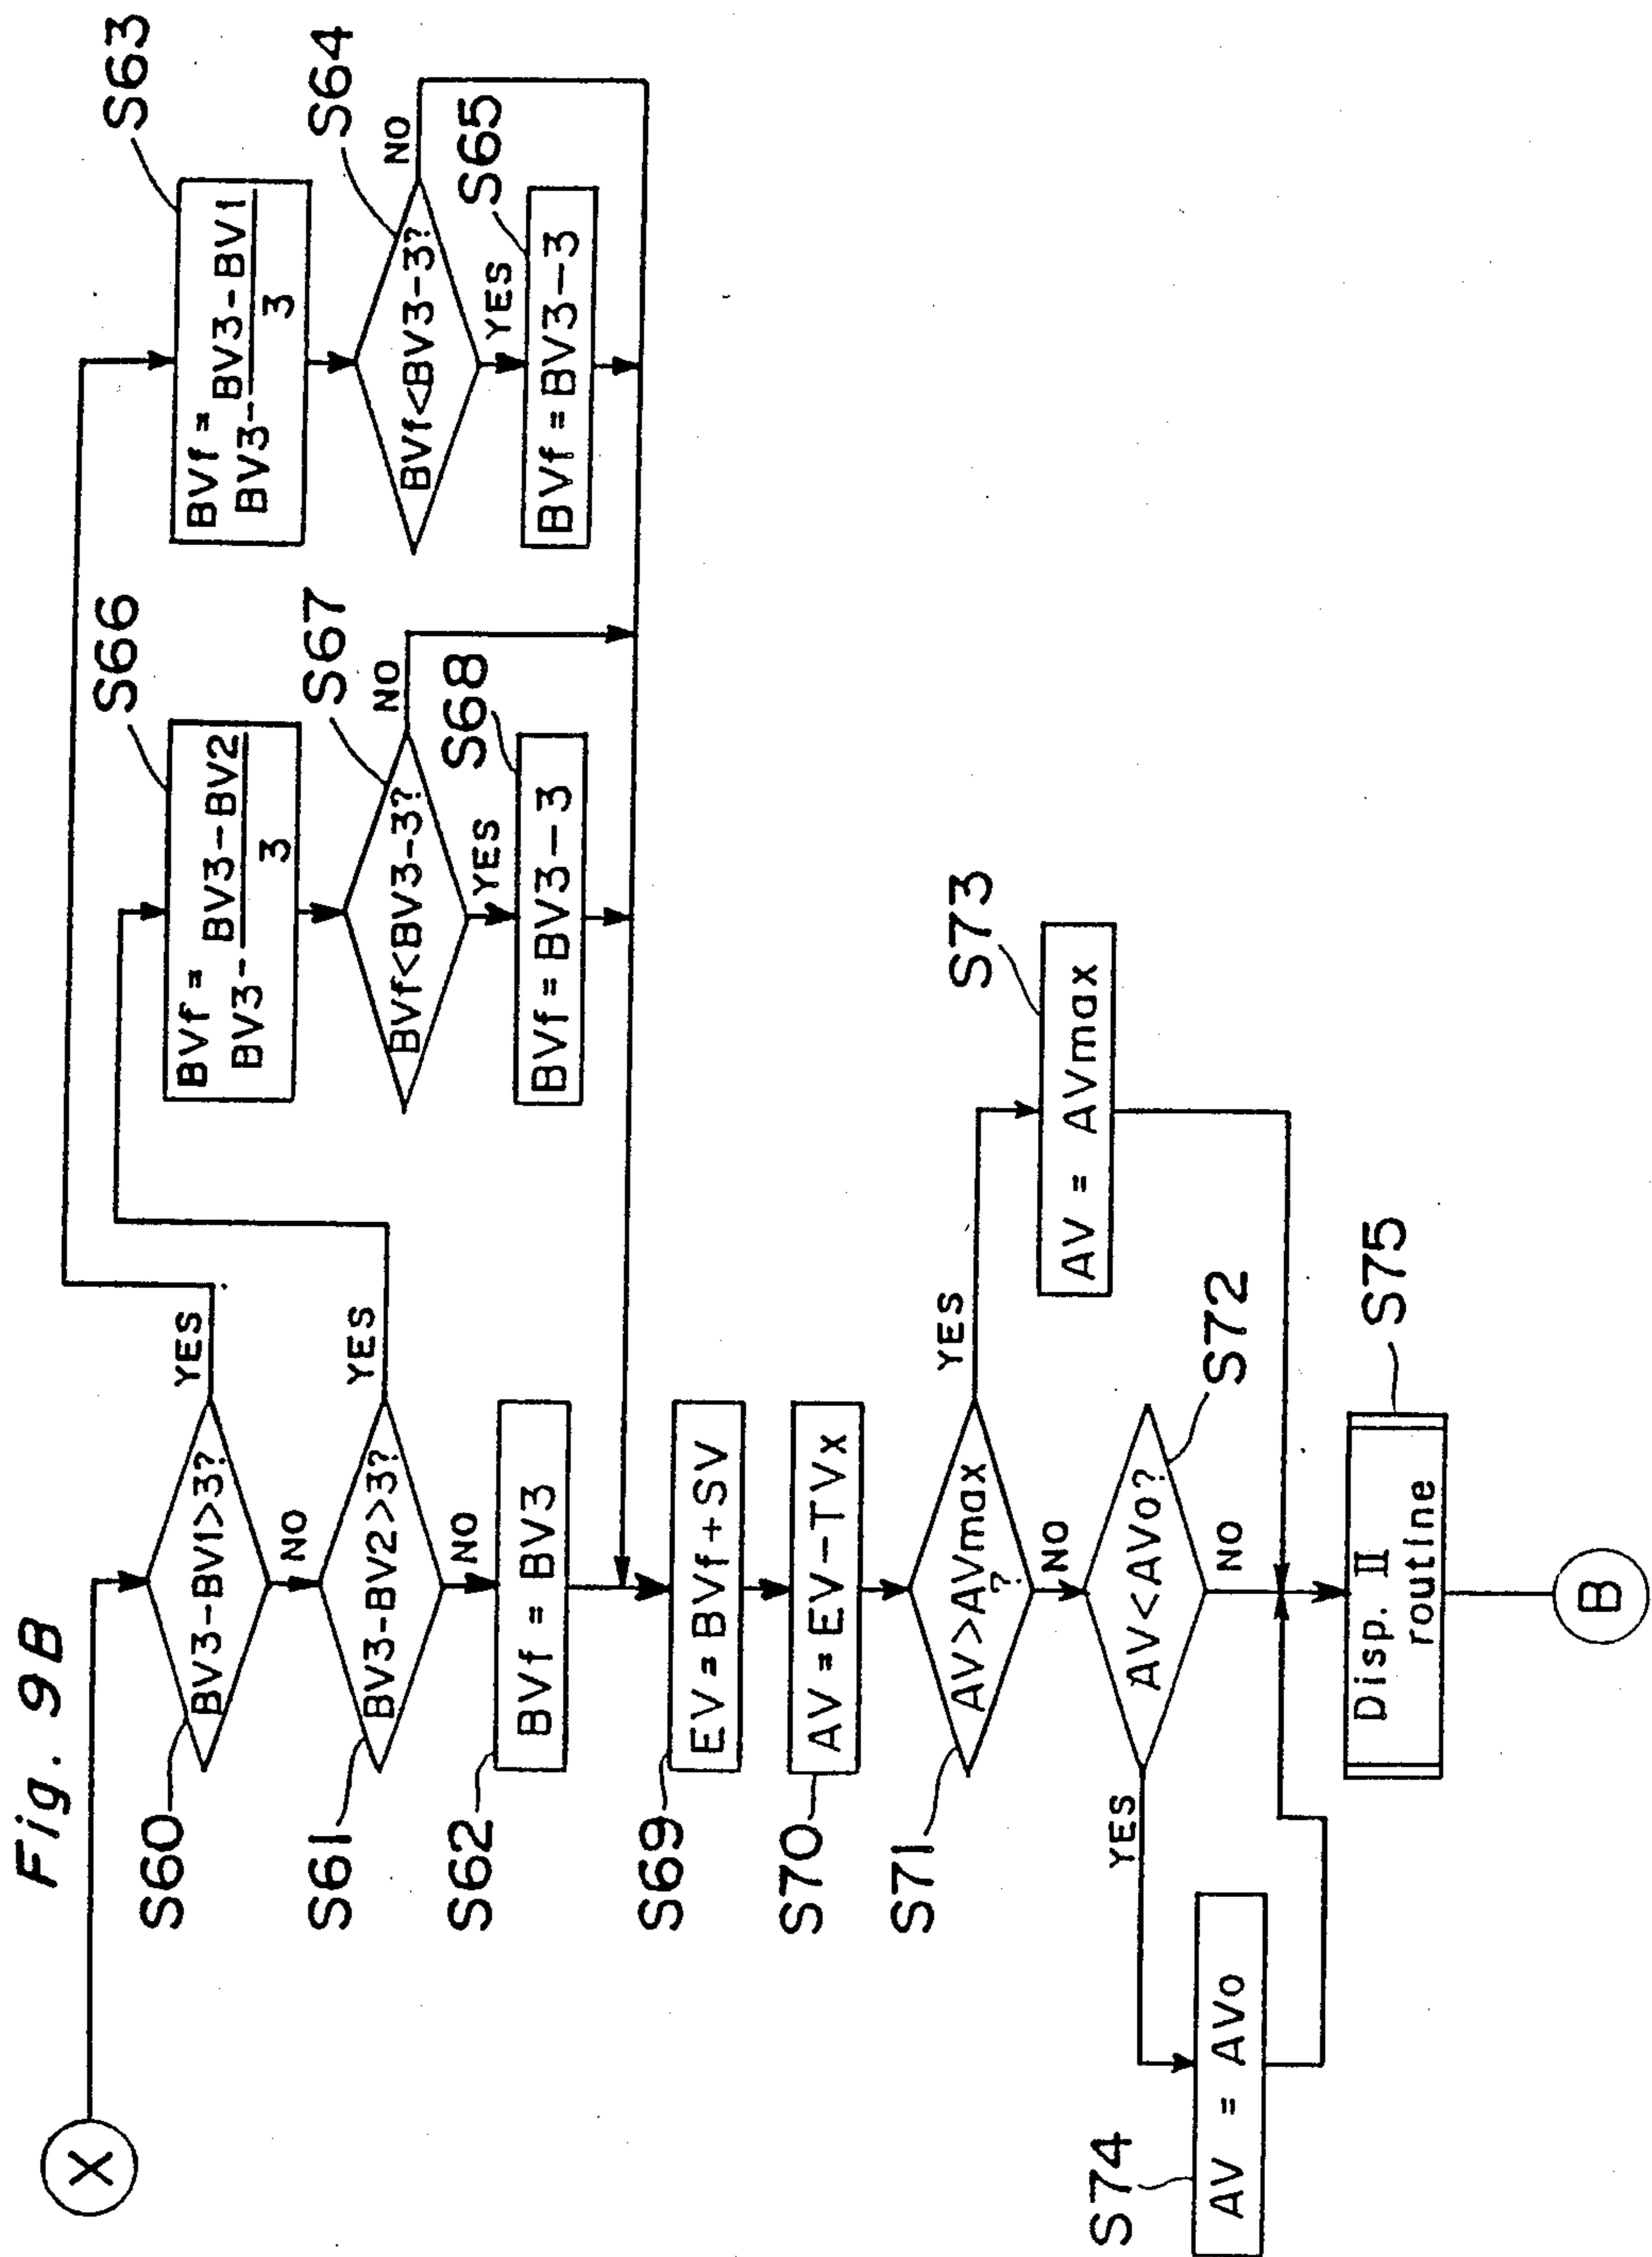 Fig. 9B
X
S60
BV3-BV1>3?
YES
NO
S61
BV3-BV2>3?
YES
NO
S62
BVf = BV3
S66
BVf =
BV3-
BV3-BV2
3
S67
BVf<BV3-3?
NO
YES
S68
BVf = BV3-3
S63
BVf =
BV3-
BV3-BV1
3
S64
BVf<BV3-3?
NO
YES
S65
BVf = BV3-3
S69
EV = BVf+SV
S70
AV = EV-TVx
S71
AV>AVmax
?
YES
NO
S73
AV = AVmax
S72
AV<AVo?
YES
NO
S74
AV = AVo
S75
Disp. II
routine
B